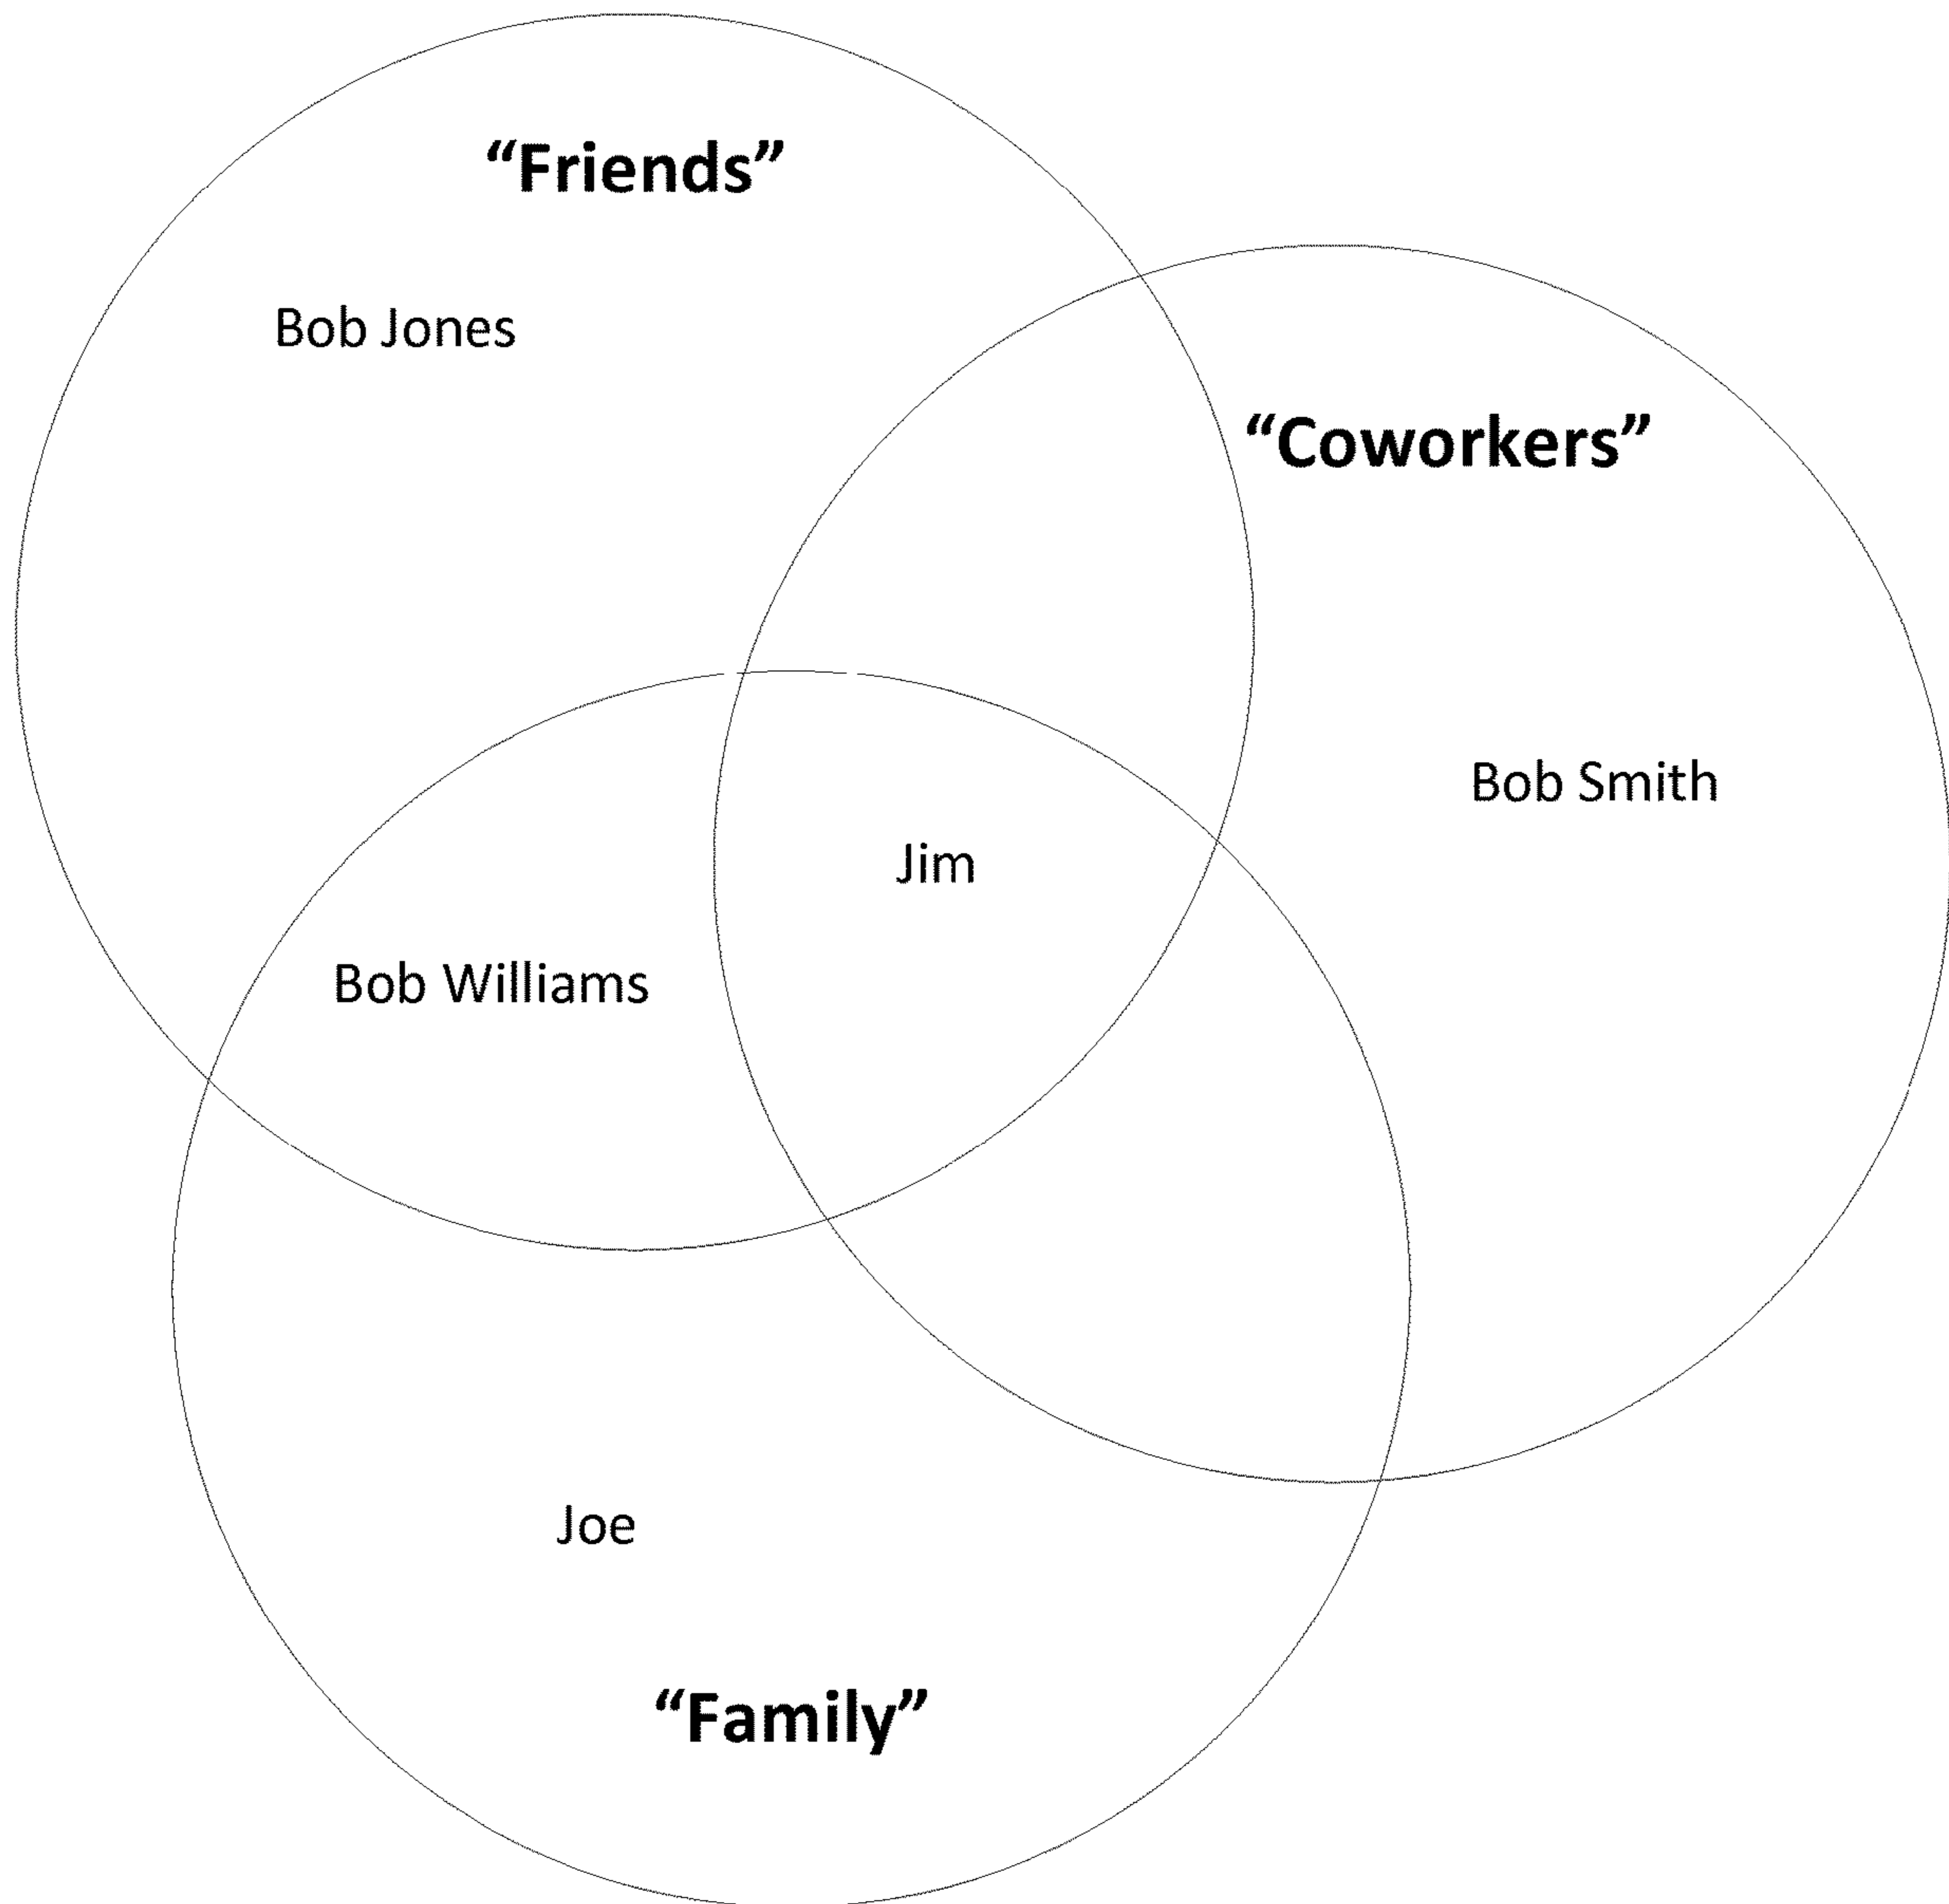 “Friends”
Bob Jones
“Coworkers”
Bob Smith
Jim
Bob Williams
Joe
“Family”